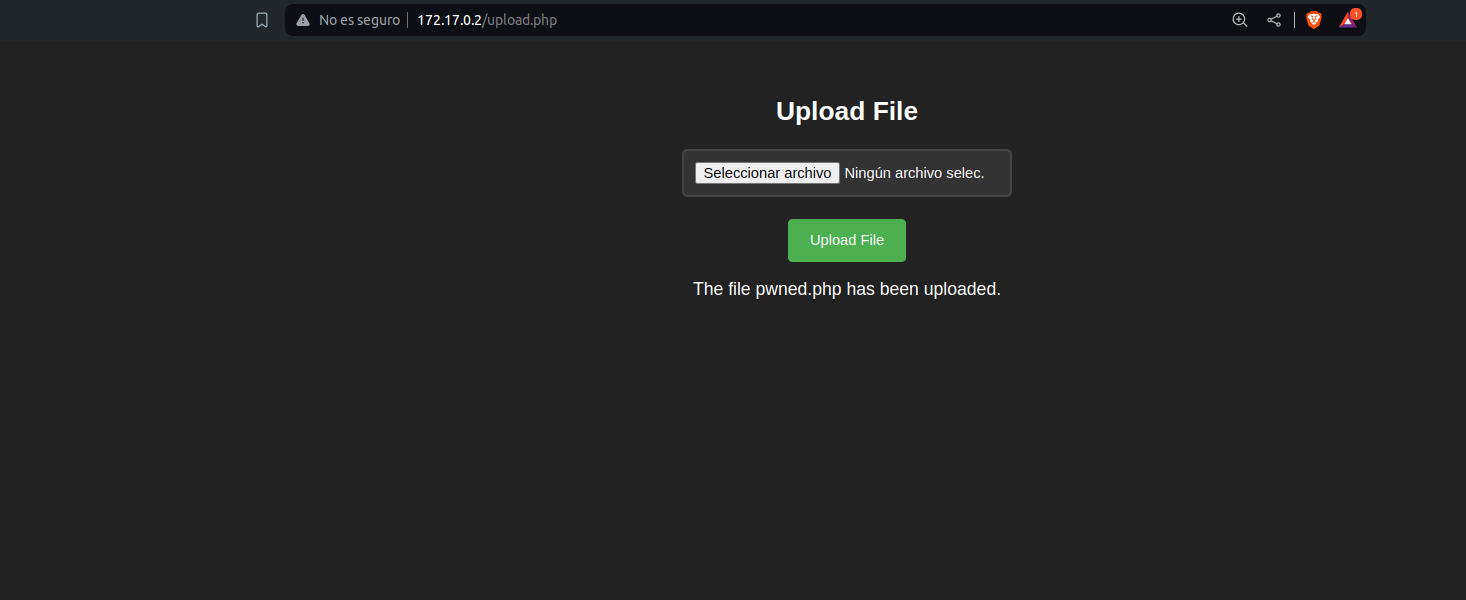 No es seguro 172.17.0.2/upload.php
Upload File
Seleccionar archivo Ningún archivo selec.
Upload File
The file pwned.php has been uploaded.